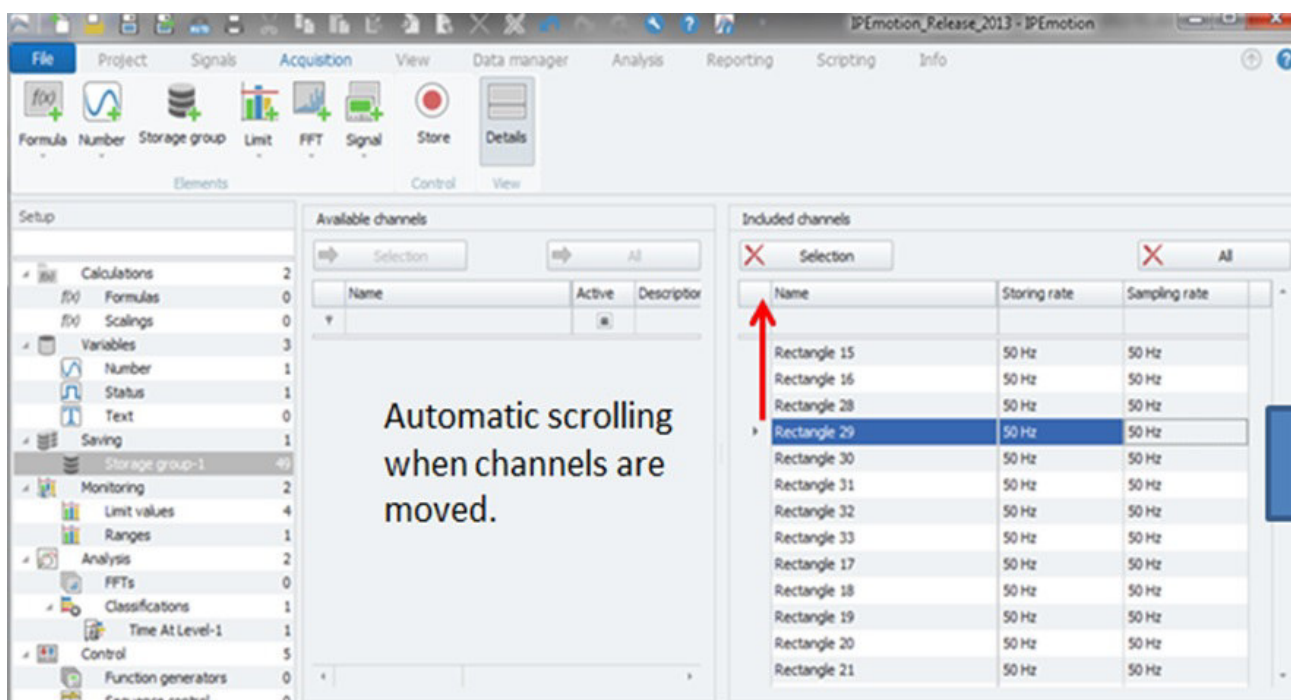 IPEmotion_Release_2013 - IPEmotion
File Project Signals Acquisition View Data manager Analysis Reporting Scripting Info
f(x)
Formula Number Storage group Limit FFT Signal Store Details
Elements Control View
Setup
Calculations 2
f(x) Formulas 0
f(x) Scalings 0
Variables 3
Number 1
Status 1
Text 0
Saving 1
Storage group-1 49
Monitoring 2
Limit values 4
Ranges 1
Analysis 2
FFTs 0
Classifications 1
Time At Level-1 1
Control 5
Function generators 0
Sequence control 0
Available channels
Selection All
Name Active Description
Automatic scrolling
when channels are
moved.
Included channels
Selection All
Name Storing rate Sampling rate
Rectangle 15 50 Hz 50 Hz
Rectangle 16 50 Hz 50 Hz
Rectangle 28 50 Hz 50 Hz
Rectangle 29 50 Hz 50 Hz
Rectangle 30 50 Hz 50 Hz
Rectangle 31 50 Hz 50 Hz
Rectangle 32 50 Hz 50 Hz
Rectangle 33 50 Hz 50 Hz
Rectangle 17 50 Hz 50 Hz
Rectangle 18 50 Hz 50 Hz
Rectangle 19 50 Hz 50 Hz
Rectangle 20 50 Hz 50 Hz
Rectangle 21 50 Hz 50 Hz